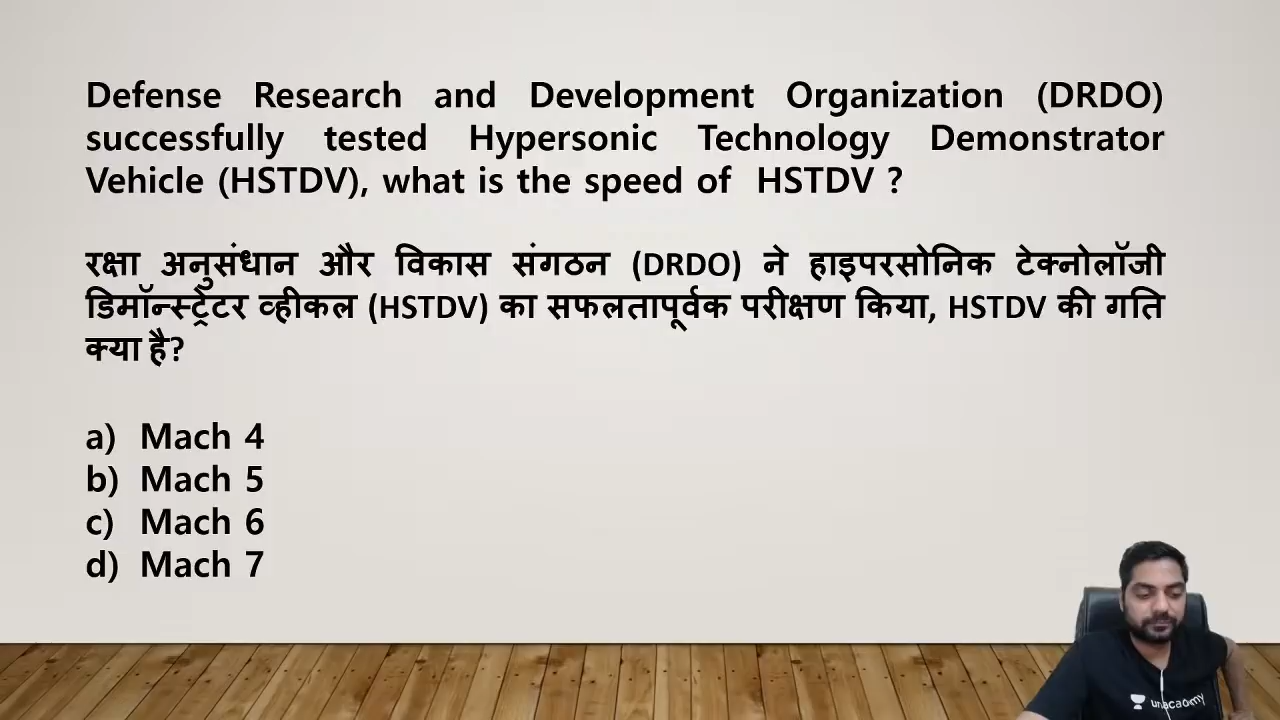 Defense Research and Development Organization (DRDO)
successfully tested Hypersonic Technology Demonstrator
Vehicle (HSTDV), what is the speed of HSTDV ?
रक्षा अनुसंधान और विकास संगठन (DRDO) ने हाइपरसोनिक टेक्नोलॉजी
डिमॉन्स्ट्रेटर व्हीकल (HSTDV) का सफलतापूर्वक परीक्षण किया, HSTDV की गति
क्या है?
a) Mach 4
b) Mach 5
c) Mach 6
d) Mach 7
unacademy